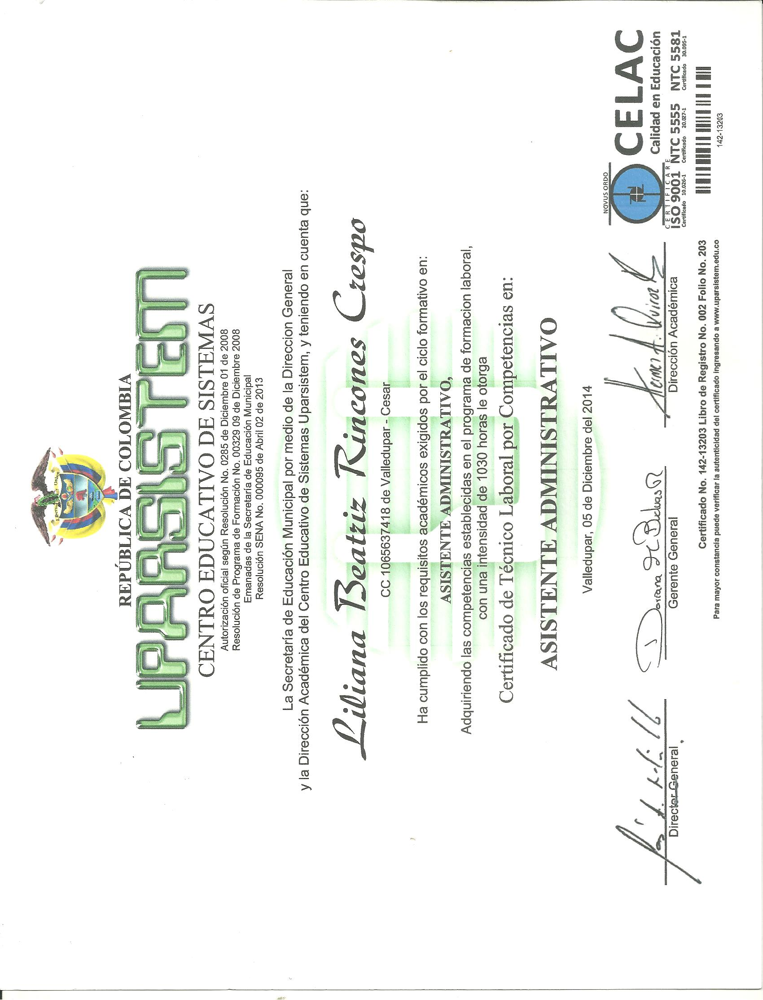 Libertad y Orden
REPÚBLICA DE COLOMBIA
UPARSISTEM
CENTRO EDUCATIVO DE SISTEMAS
Autorización oficial según Resolución No. 0285 de Diciembre 01 de 2008
Resolución de Programa de Formación No. 00329 09 de Diciembre 2008
Emanadas de la Secretaría de Educación Municipal
Resolución SENA No. 000095 de Abril 02 de 2013
La Secretaría de Educación Municipal por medio de la Direccion General
y la Dirección Académica del Centro Educativo de Sistemas Uparsistem, y teniendo en cuenta que:
Liliana Beatriz Rincones Crespo
CC 1065637418 de Valledupar - Cesar
Ha cumplido con los requisitos académicos exigidos por el ciclo formativo en:
ASISTENTE ADMINISTRATIVO,
Adquiriendo las competencias establecidas en el programa de formacion laboral,
con una intensidad de 1030 horas le otorga
Certificado de Técnico Laboral por Competencias en:
ASISTENTE ADMINISTRATIVO
Valledupar, 05 de Diciembre del 2014
Director General
Gerente General
Dirección Académica
NOVUS ORDO
CERTIFICARE
CELAC
Calidad en Educación
ISO 9001 NTC 5555 NTC 5581
Certificado 10.026-1 Certificado 20.027-1 Certificado 30.095-1
142-13203
Certificado No. 142-13203 Libro de Registro No. 002 Folio No. 203
Para mayor constancia puede verificar la autenticidad del certificado ingresando a www.uparsistem.edu.co